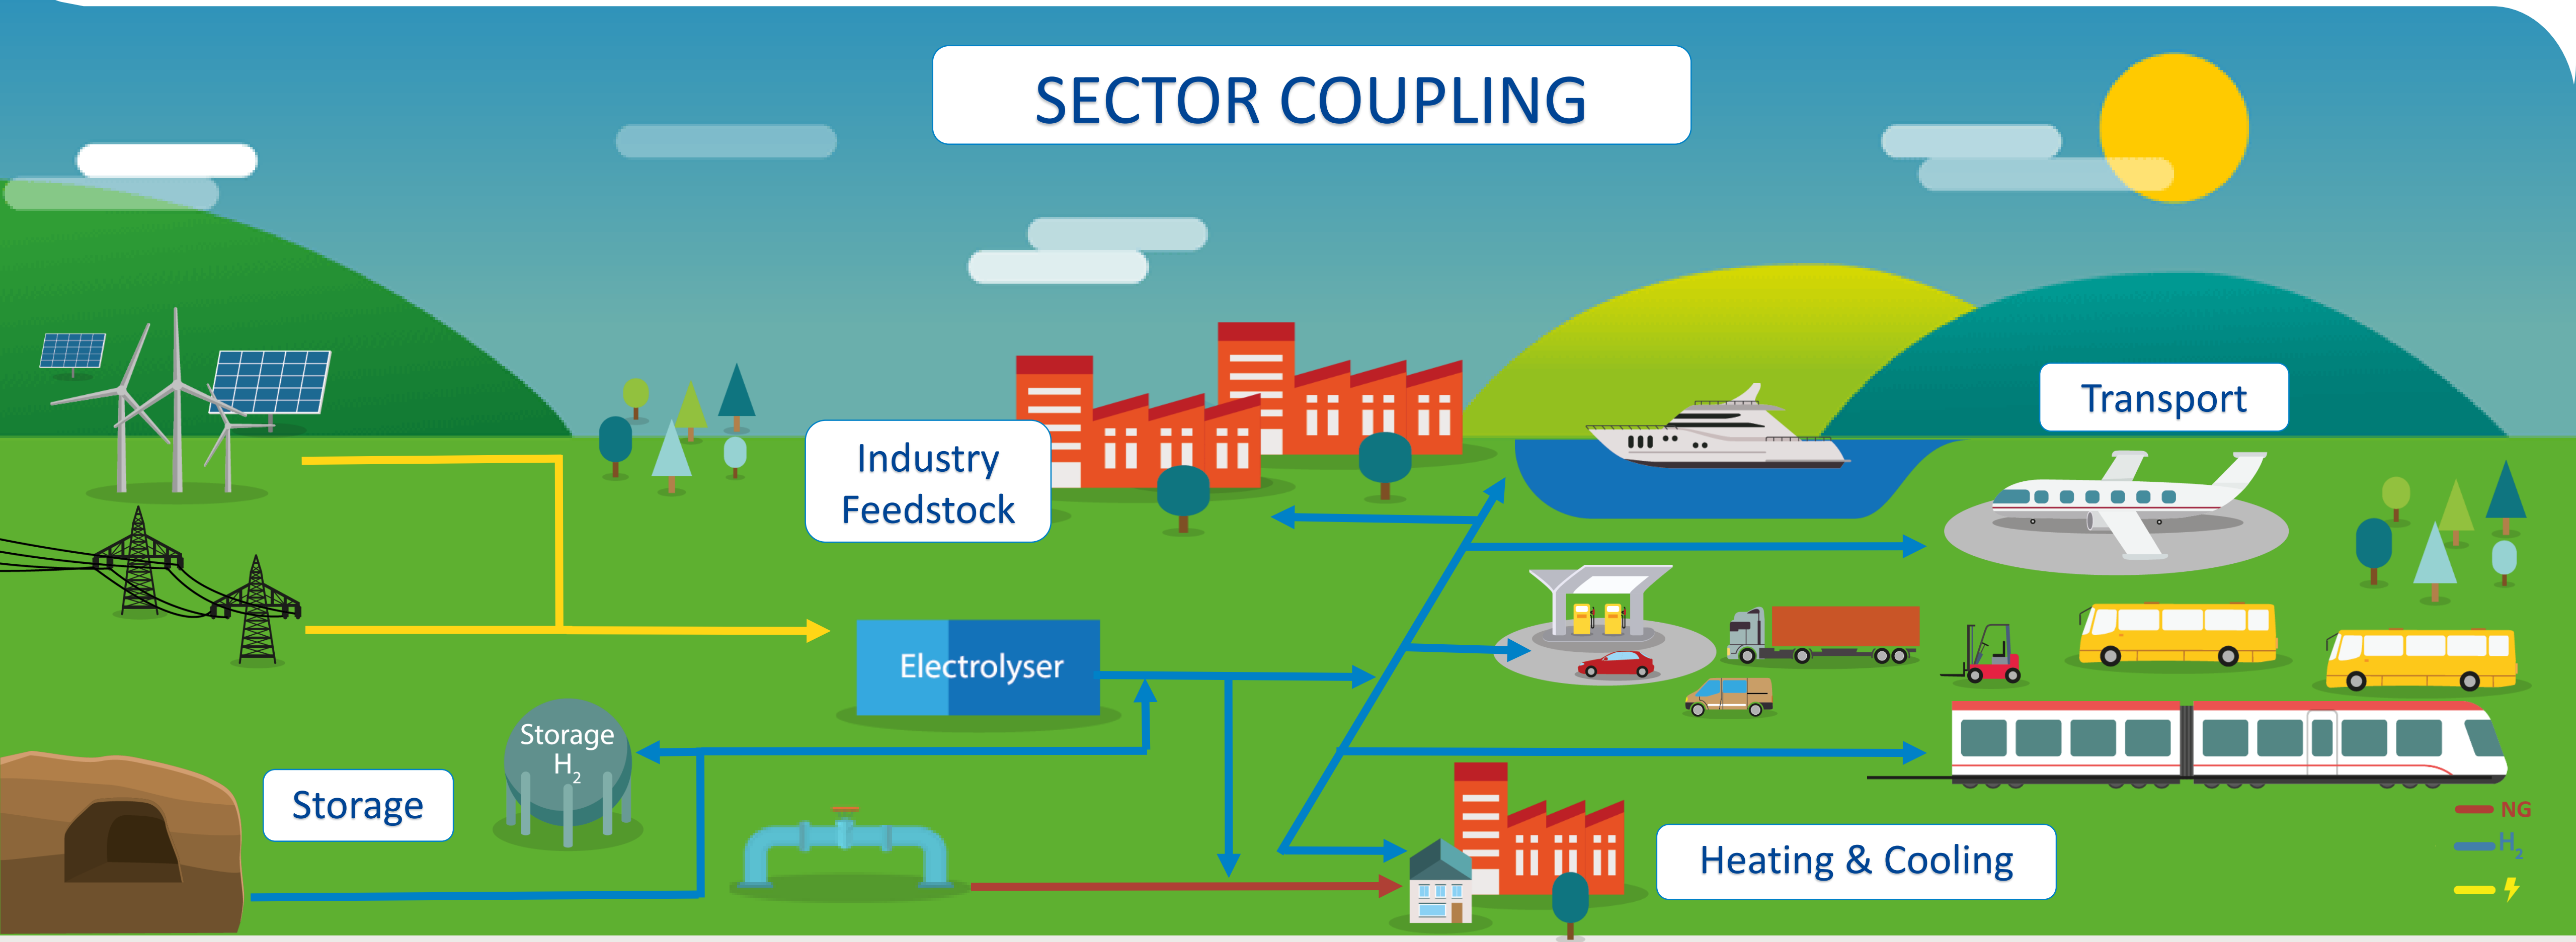 SECTOR COUPLING
Transport
Industry
Feedstock
Electrolyser
Storage
H₂
Storage
Heating & Cooling
NG
H₂